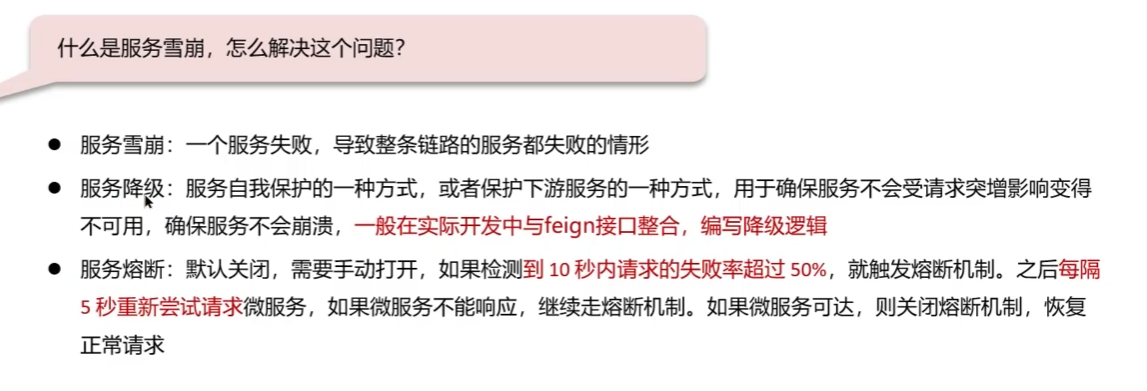 什么是服务雪崩，怎么解决这个问题？
● 服务雪崩：一个服务失败，导致整条链路的服务都失败的情形
● 服务降级：服务自我保护的一种方式，或者保护下游服务的一种方式，用于确保服务不会受请求突增影响变得
不可用，确保服务不会崩溃，一般在实际开发中与feign接口整合，编写降级逻辑
● 服务熔断：默认关闭，需要手动打开，如果检测到 10 秒内请求的失败率超过 50%，就触发熔断机制。之后每隔
5 秒重新尝试请求微服务，如果微服务不能响应，继续走熔断机制。如果微服务可达，则关闭熔断机制，恢复
正常请求